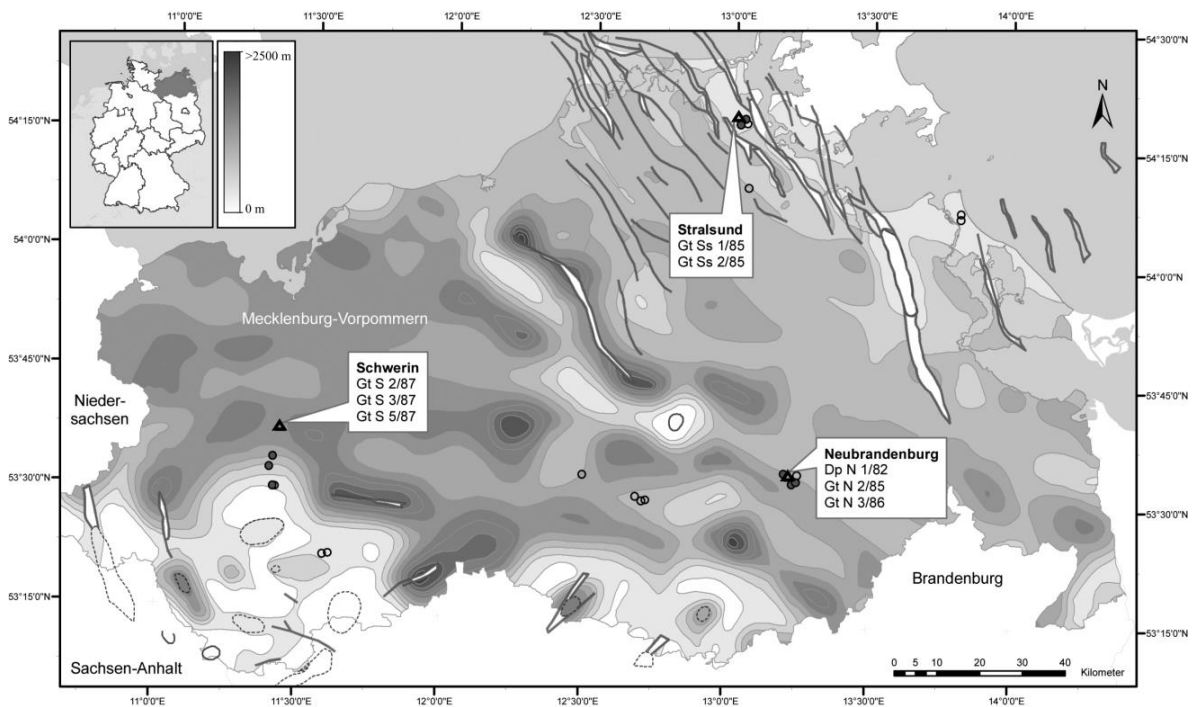 11°0'0"O
11°30'0"O
12°0'0"O
12°30'0"O
13°0'0"O
13°30'0"O
14°0'0"O
>2500 m
0 m
N
54°30'0"N
54°15'0"N
54°15'0"N
Stralsund
Gt Ss 1/85
Gt Ss 2/85
54°0'0"N
54°0'0"N
Mecklenburg-Vorpommern
53°45'0"N
53°45'0"N
Schwerin
Gt S 2/87
Gt S 3/87
Gt S 5/87
Nieder-
sachsen
Neubrandenburg
Dp N 1/82
Gt N 2/85
Gt N 3/86
53°30'0"N
53°30'0"N
Brandenburg
53°15'0"N
53°15'0"N
Sachsen-Anhalt
0 5 10 20 30 40
Kilometer
11°0'0"O
11°30'0"O
12°0'0"O
12°30'0"O
13°0'0"O
13°30'0"O
14°0'0"O